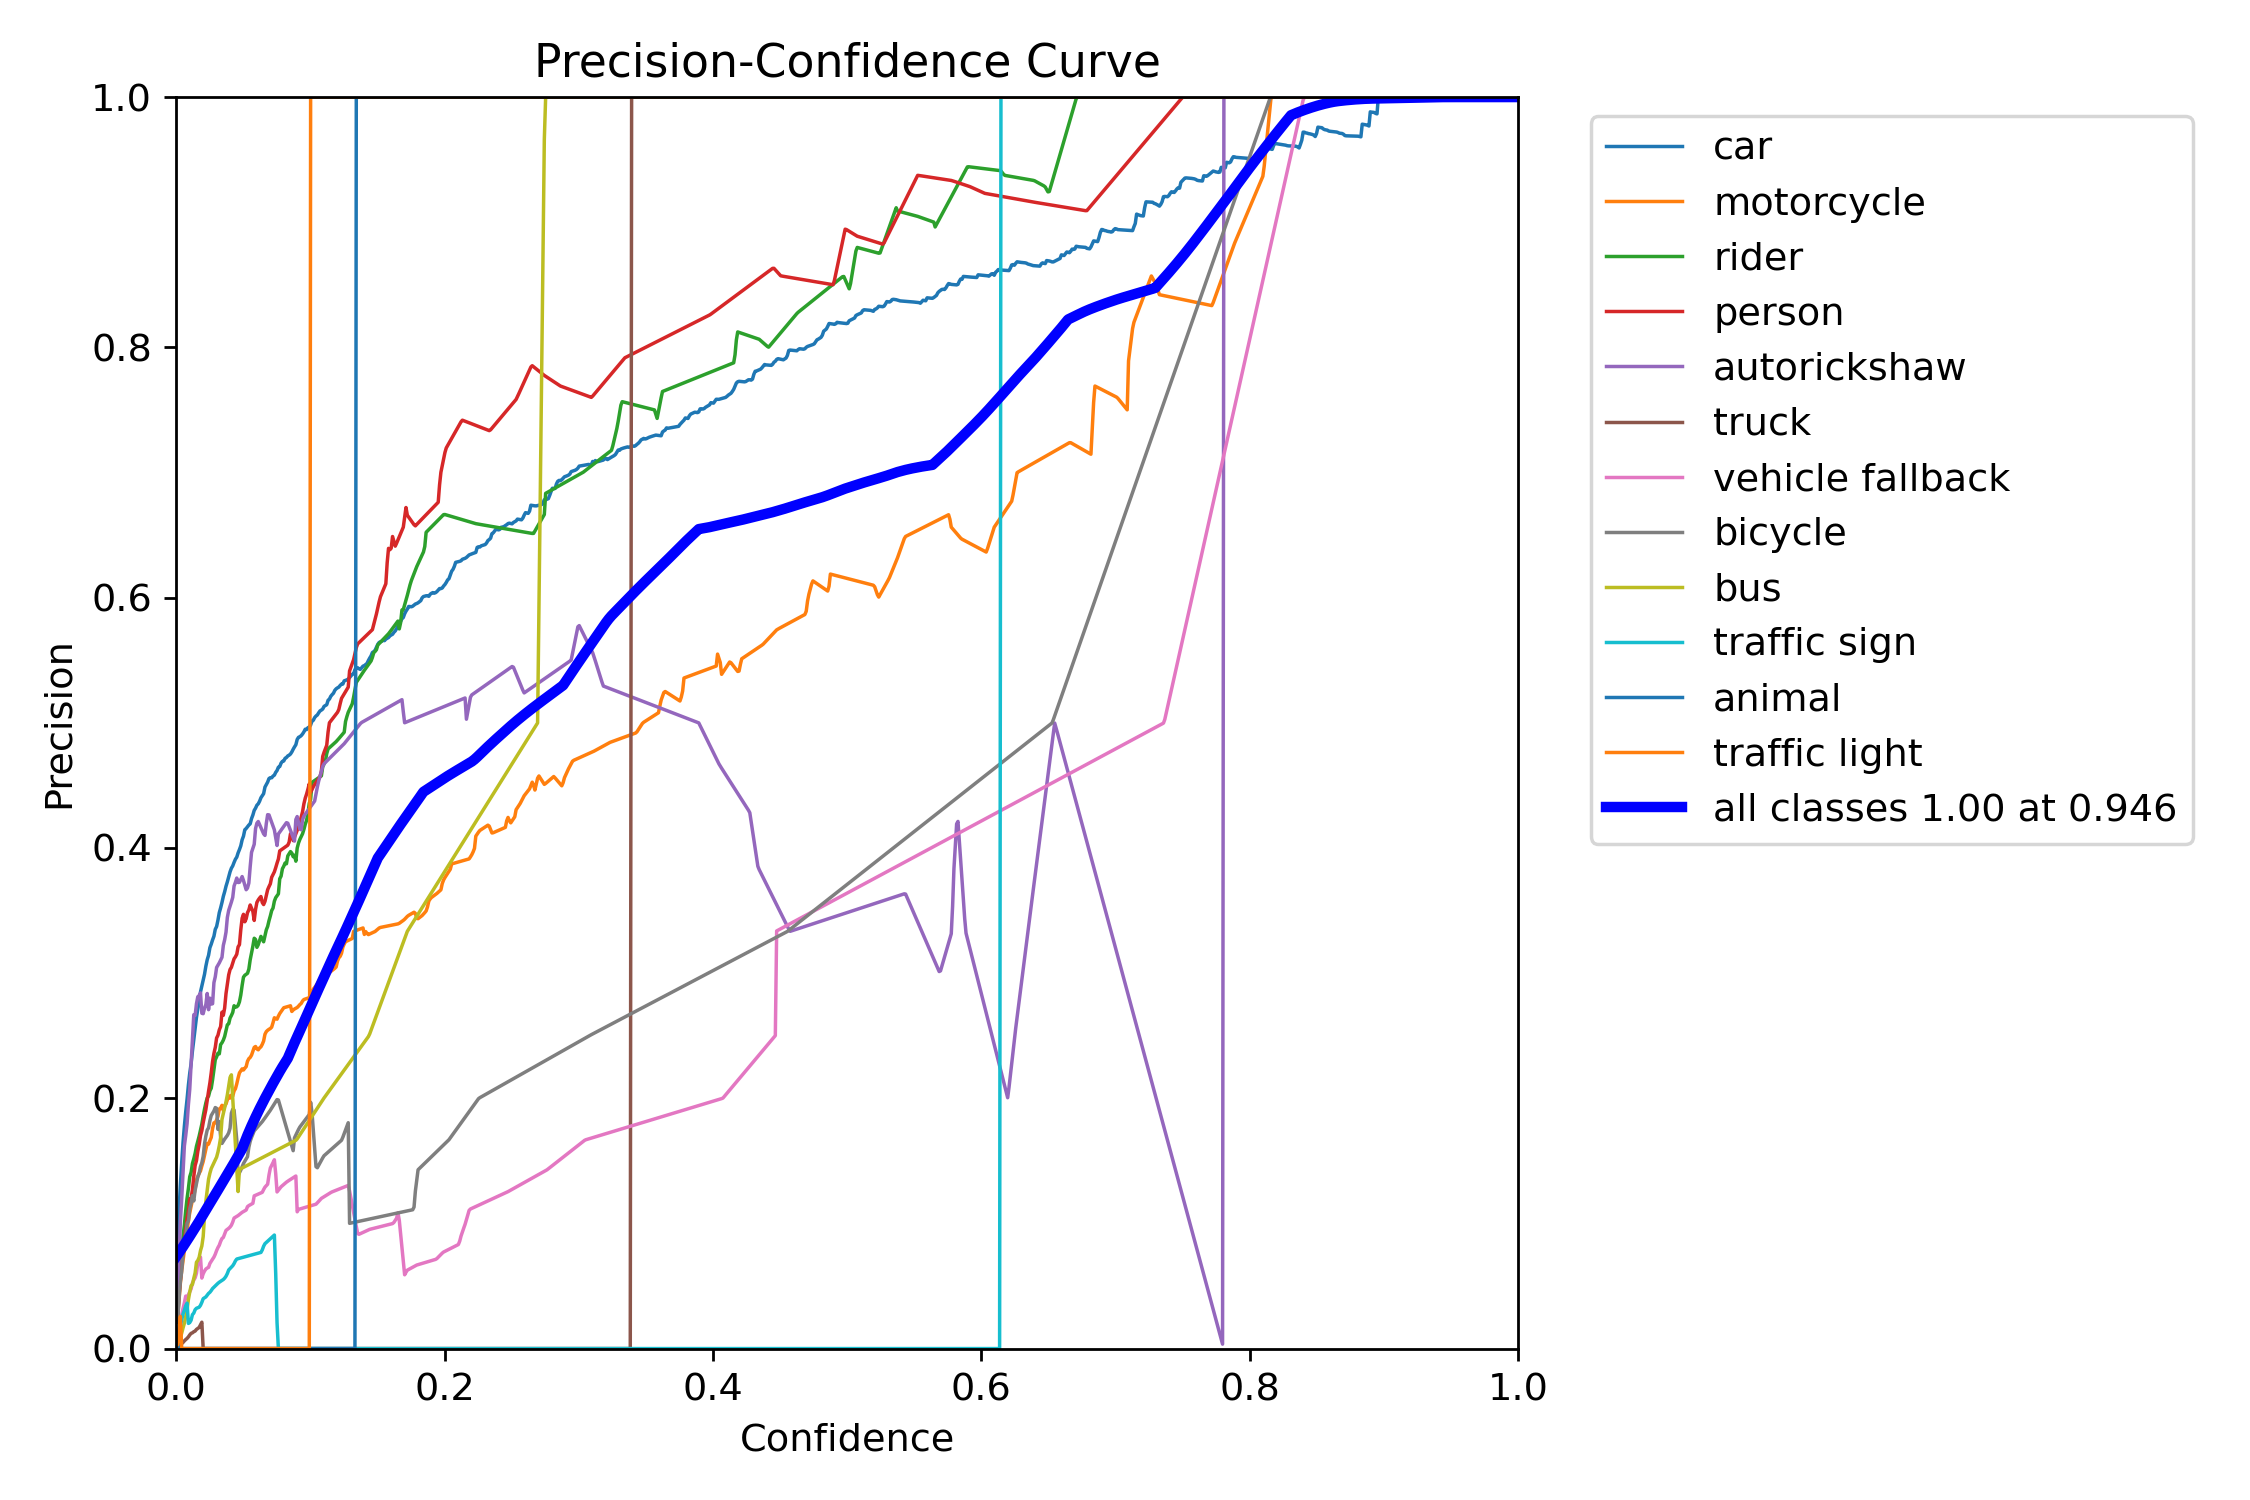 Precision-Confidence Curve
1.0
0.8
0.6
0.4
0.2
0.0
Precision
0.0 0.2 0.4 0.6 0.8 1.0
Confidence
car
motorcycle
rider
person
autorickshaw
truck
vehicle fallback
bicycle
bus
traffic sign
animal
traffic light
all classes 1.00 at 0.946